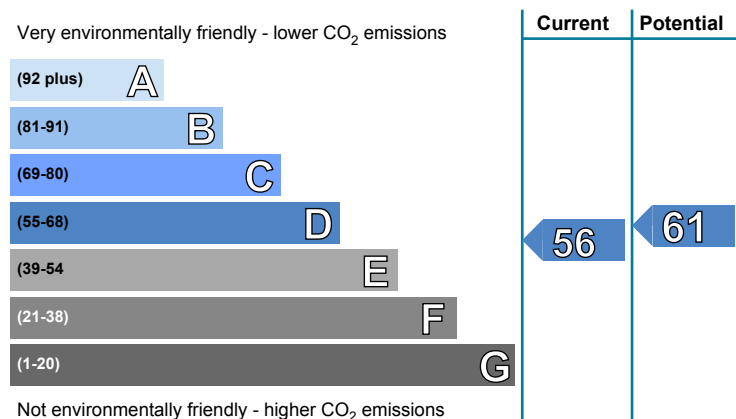 Very environmentally friendly - lower CO₂ emissions
Current
Potential
(92 plus) A
(81-91) B
(69-80) C
(55-68) D
(39-54 E
(21-38) F
(1-20) G
56
61
Not environmentally friendly - higher CO₂ emissions